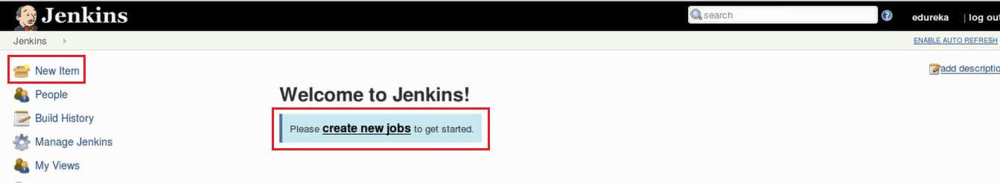 Jenkins
search
edureka
| log out
Jenkins
ENABLE AUTO REFRESH
New Item
add descriptio
People
Welcome to Jenkins!
Build History
Please create new jobs to get started.
Manage Jenkins
My Views